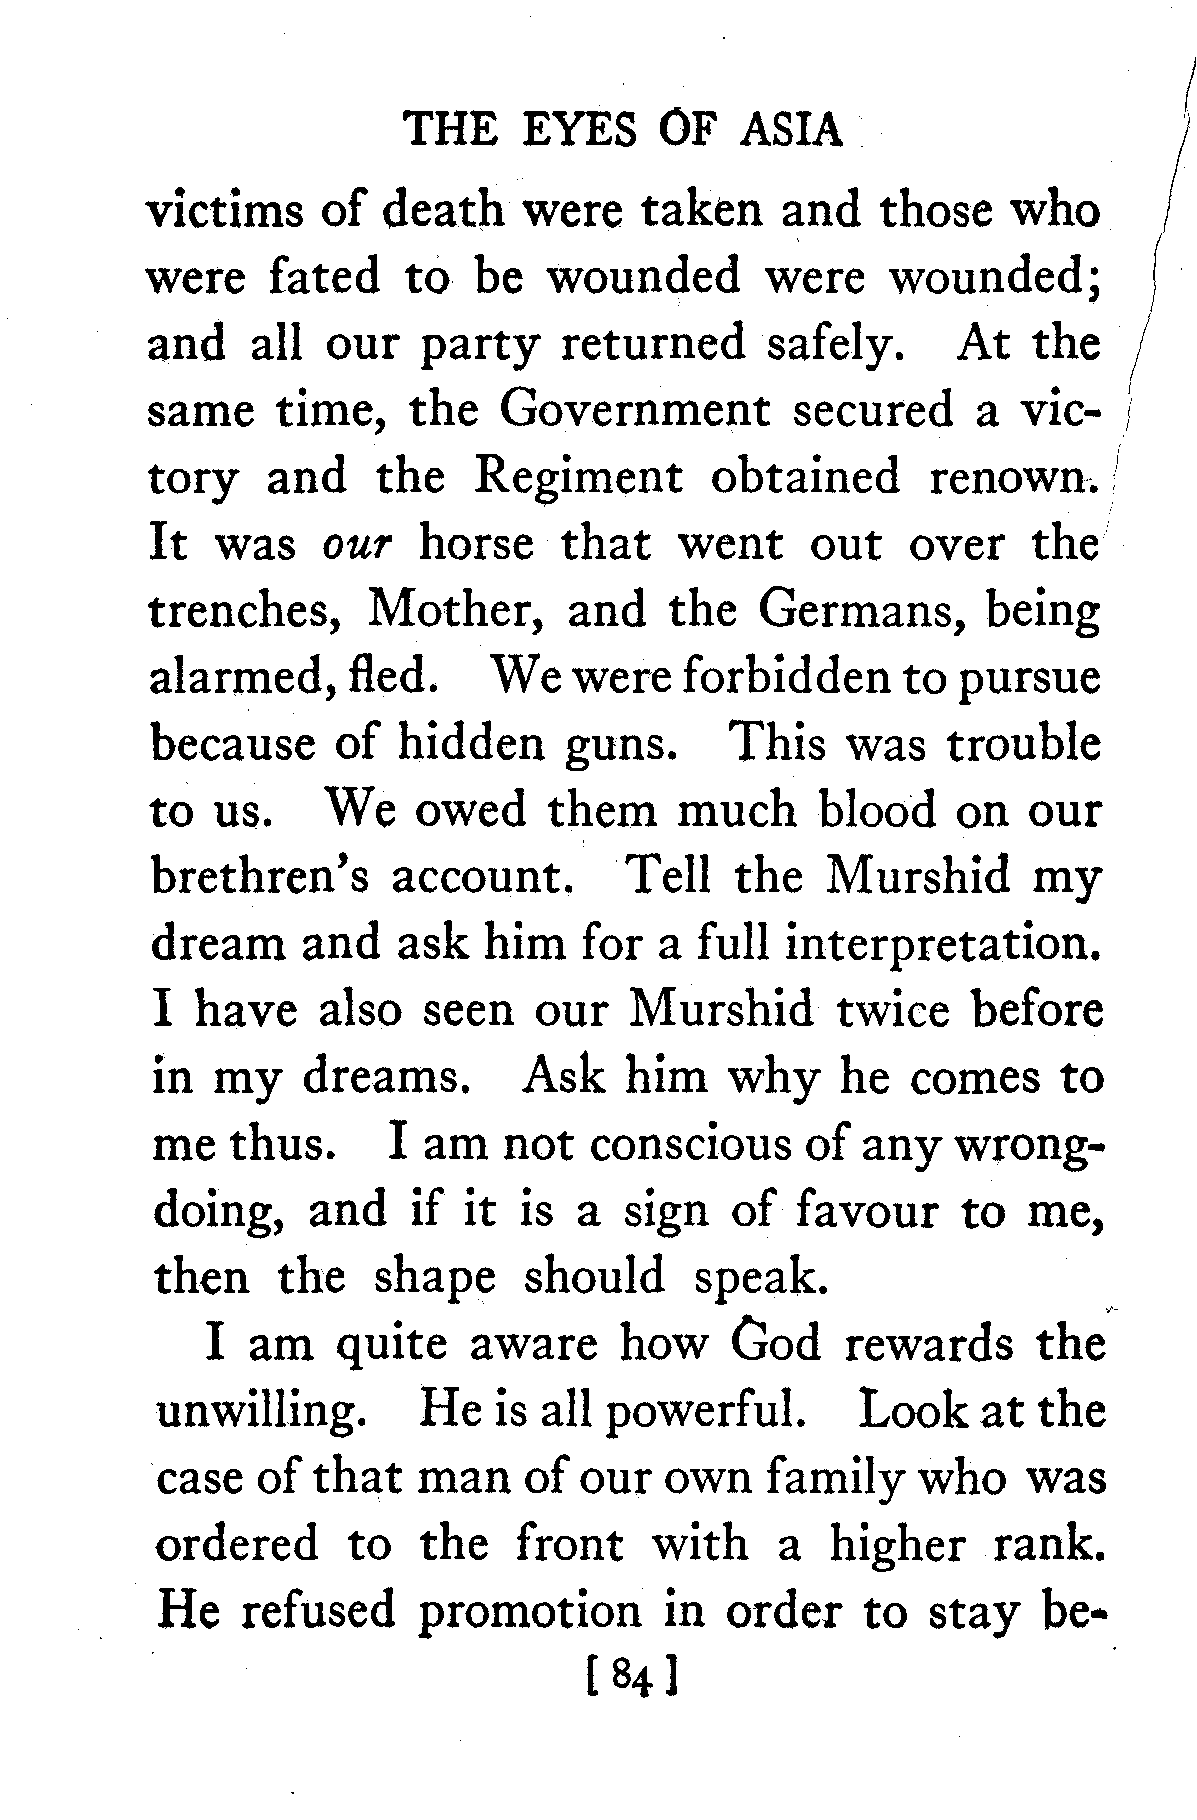 THE EYES OF ASIA
victims of death were taken and those who
were fated to be wounded were wounded;
and all our party returned safely. At the
same time, the Government secured a vic-
tory and the Regiment obtained renown.
It was our horse that went out over the
trenches, Mother, and the Germans, being
alarmed, fled. We were forbidden to pursue
because of hidden guns. This was trouble
to us. We owed them much blood on our
brethren's account. Tell the Murshid my
dream and ask him for a full interpretation.
I have also seen our Murshid twice before
in my dreams. Ask him why he comes to
me thus. I am not conscious of any wrong-
doing, and if it is a sign of favour to me,
then the shape should speak.
I am quite aware how God rewards the
unwilling. He is all powerful. Look at the
case of that man of our own family who was
ordered to the front with a higher rank.
He refused promotion in order to stay be-
[ 84 ]